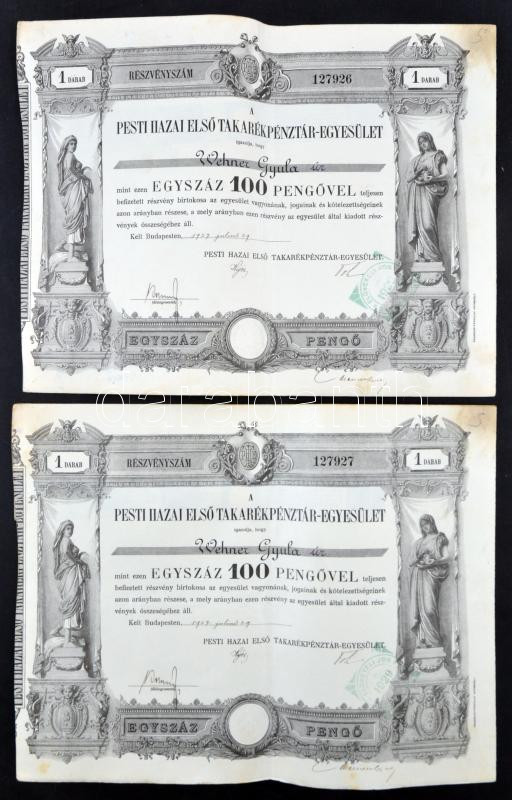 1 DARAB
RÉSZVÉNYSZÁM
127926
1 DARAB
A
PESTI HAZAI ELSŐ TAKARÉKPÉNZTÁR-EGYESÜLET
igazolja, hogy
Wehner Gyula úr
mint ezen EGYSZÁZ 100 PENGŐVEL teljesen
befizetett részvény birtokosa az egyesület vagyonának, jogainak és kötelezettségeinek
azon arányban részese, a mely arányban ezen részvény az egyesület által kiadott rész-
vények összeségéhez áll.
Kelt Budapesten,
PESTI HAZAI ELSŐ TAKARÉKPÉNZTÁR-EGYESÜLET.
EGYSZÁZ
PENGŐ
darabanth
1 DARAB
RÉSZVÉNYSZÁM
127927
1 DARAB
A
PESTI HAZAI ELSŐ TAKARÉKPÉNZTÁR-EGYESÜLET
igazolja, hogy
Wehner Gyula úr
mint ezen EGYSZÁZ 100 PENGŐVEL teljesen
befizetett részvény birtokosa az egyesület vagyonának, jogainak és kötelezettségeinek
azon arányban részese, a mely arányban ezen részvény az egyesület által kiadott rész-
vények összeségéhez áll.
Kelt Budapesten,
PESTI HAZAI ELSŐ TAKARÉKPÉNZTÁR-EGYESÜLET.
EGYSZÁZ
PENGŐ